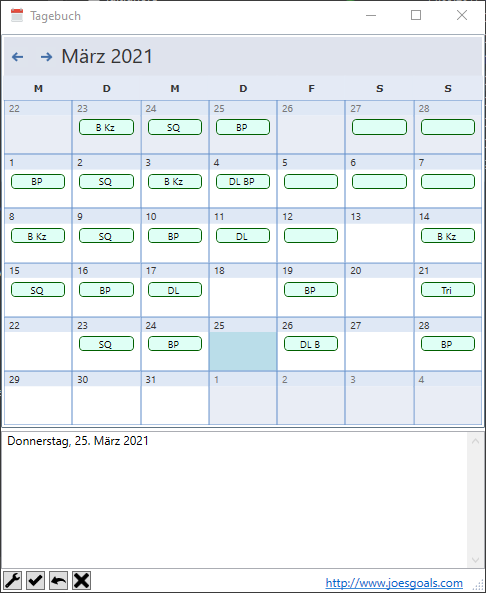 Tagebuch
März 2021
M D M D F S S
22 23 24 25 26 27 28
B Kz SQ BP
1 2 3 4 5 6 7
BP SQ B Kz DL BP
8 9 10 11 12 13 14
B Kz SQ BP DL B Kz
15 16 17 18 19 20 21
SQ BP DL BP Tri
22 23 24 25 26 27 28
SQ BP DL B BP
29 30 31 1 2 3 4
Donnerstag, 25. März 2021
http://www.joesgoals.com